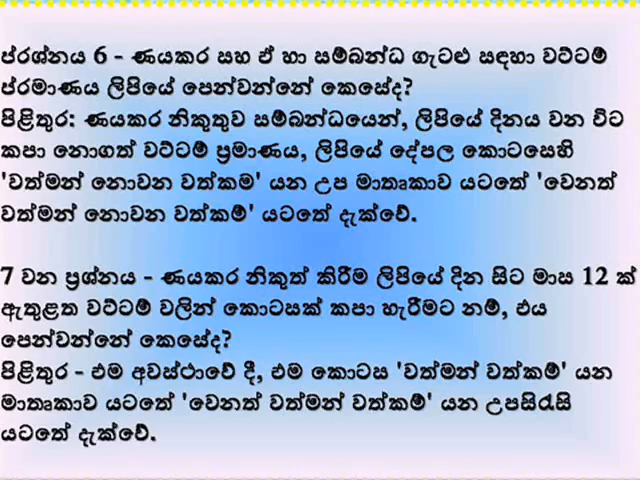 ප්රශ්නය 6 - ණයකර සහ ඒ හා සම්බන්ධ ගැටළු සඳහා වට්ටම්
ප්රමාණය ලිපියේ පෙන්වන්නේ කෙසේද?
පිළිතුර: ණයකර නිකුතුව සම්බන්ධයෙන්, ලිපියේ දිනය වන විට
කපා නොගත් වට්ටම් ප්‍රමාණය, ලිපියේ දේපල කොටසෙහි
'වත්මන් නොවන වත්කම' යන උප මාතෘකාව යටතේ 'වෙනත්
වත්මන් නොවන වත්කම්' යටතේ දැක්වේ.
7 වන ප්‍රශ්නය - ණයකර නිකුත් කිරීම ලිපියේ දින සිට මාස 12 ක්
ඇතුළත වට්ටම් වලින් කොටසක් කපා හැරීමට නම්, එය
පෙන්වන්නේ කෙසේද?
පිළිතුර - එම අවස්ථාවේ දී, එම කොටස 'වත්මන් වත්කම්' යන
මාතෘකාව යටතේ 'වෙනත් වත්මන් වත්කම්' යන උපසිරැසි
යටතේ දැක්වේ.